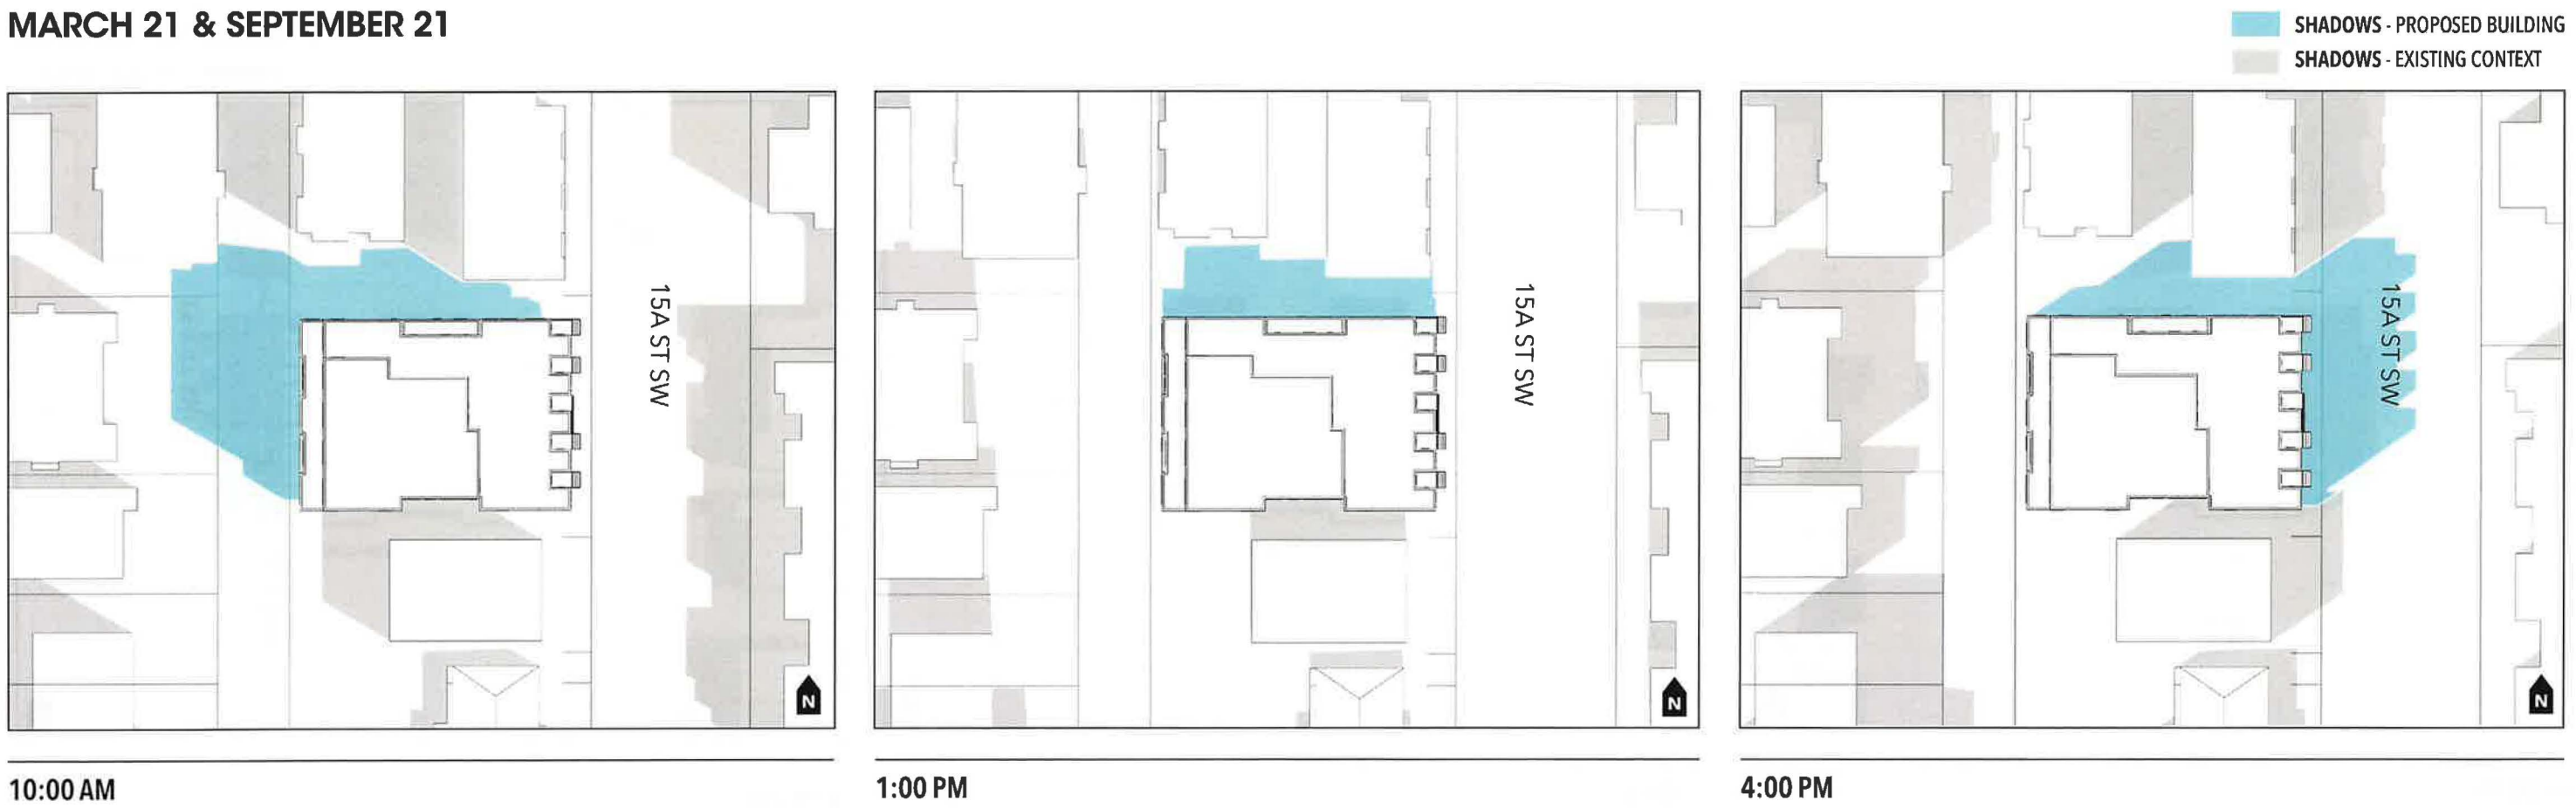 MARCH 21 & SEPTEMBER 21
SHADOWS - PROPOSED BUILDING
SHADOWS - EXISTING CONTEXT
15A ST SW
N
15A ST SW
N
15A ST SW
N
10:00 AM
1:00 PM
4:00 PM